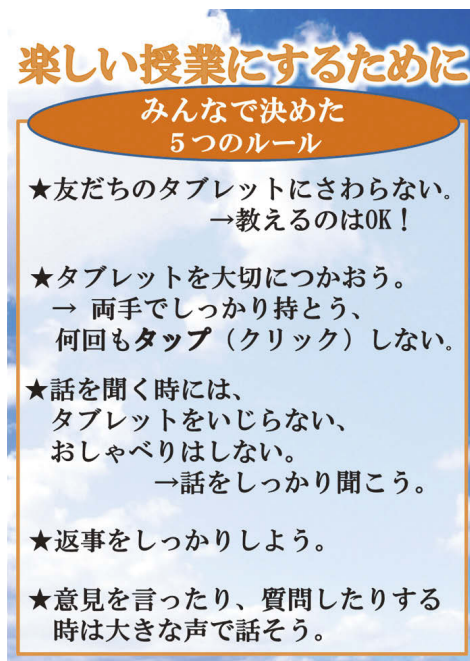 楽しい授業にするために
みんなで決めた
5つのルール
★友だちのタブレットにさわらない。
→教えるのはOK!
★タブレットを大切につかおう。
→ 両手でしっかり持とう、
何回もタップ（クリック）しない。
★話を聞く時には、
タブレットをいじらない、
おしゃべりはしない。
→話をしっかり聞こう。
★返事をしっかりしよう。
★意見を言ったり、質問したりする
時は大きな声で話そう。